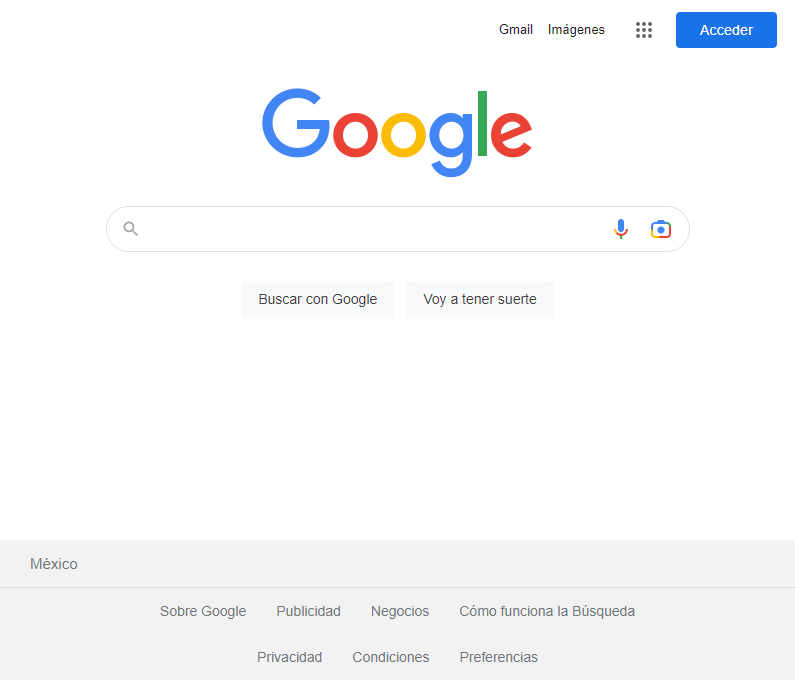 Gmail Imágenes Acceder
Google
Buscar con Google Voy a tener suerte
México
Sobre Google Publicidad Negocios Cómo funciona la Búsqueda
Privacidad Condiciones Preferencias